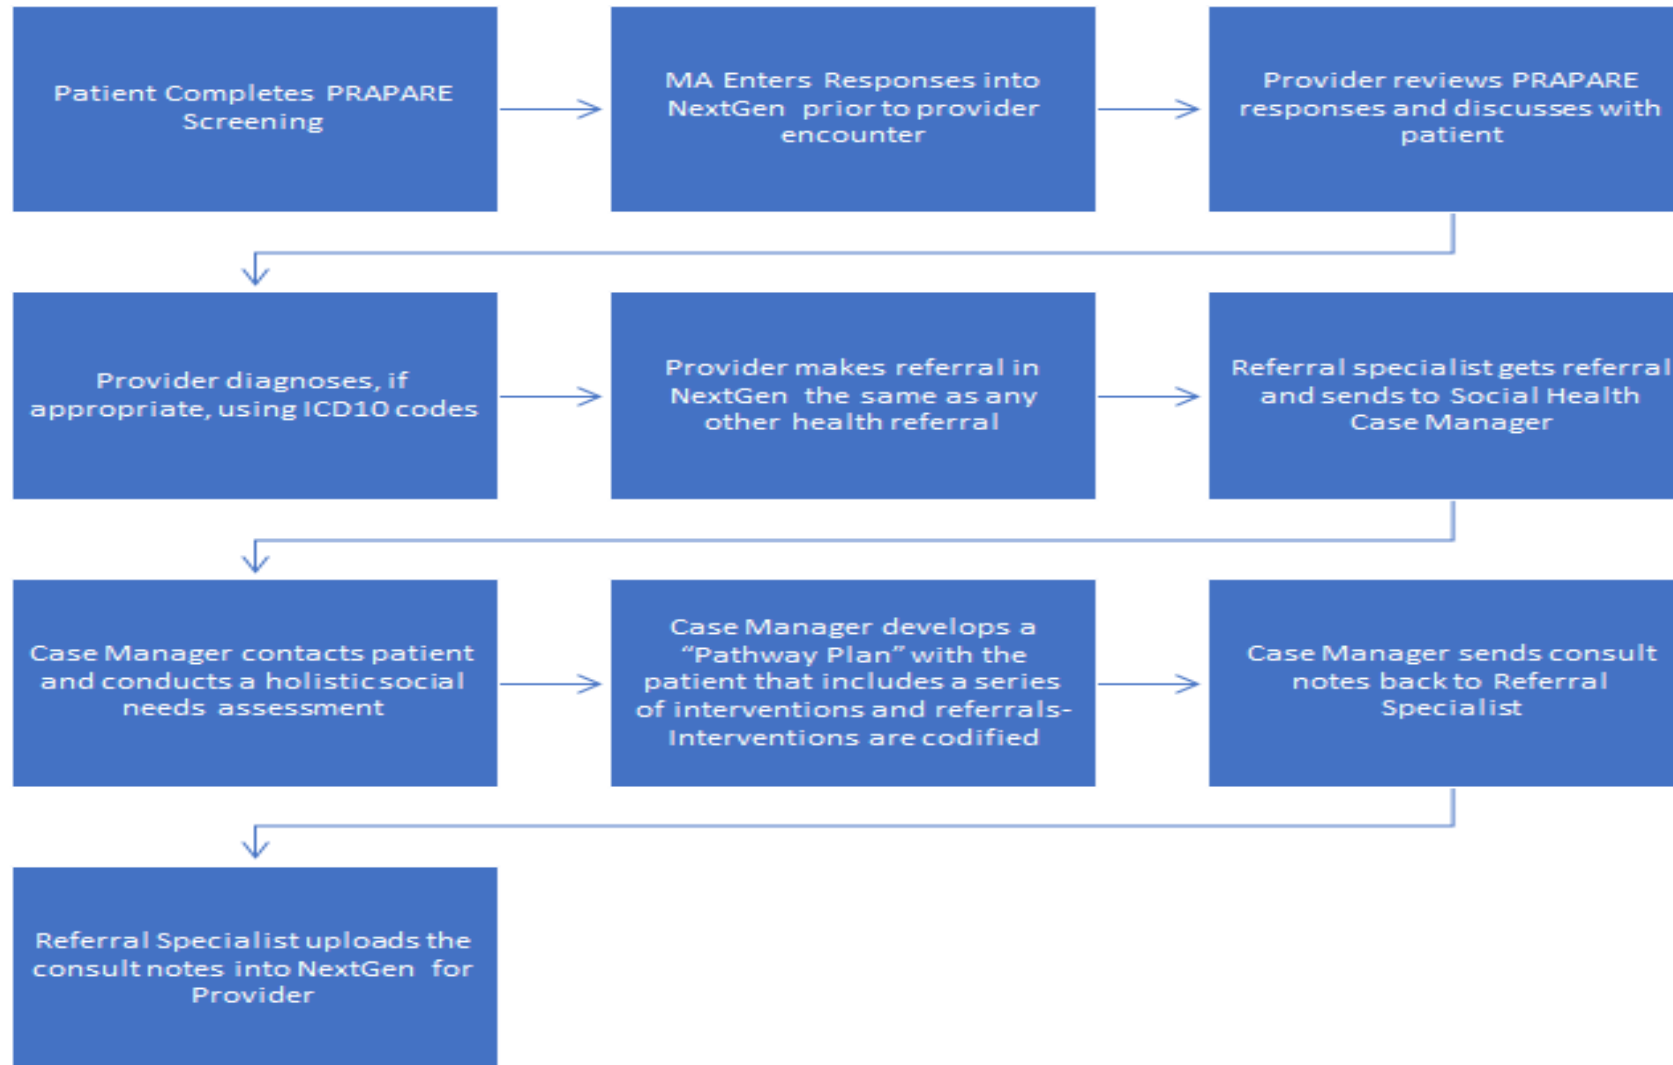 Patient Completes PRAPARE
Screening
MA Enters Responses into
NextGen prior to provider
encounter
Provider reviews PRAPARE
responses and discusses with
patient
Provider diagnoses, if
appropriate, using ICD10 codes
Provider makes referral in
NextGen the same as any
other health referral
Referral specialist gets referral
and sends to Social Health
Case Manager
Case Manager contacts patient
and conducts a holistic social
needs assessment
Case Manager develops a
“Pathway Plan” with the
patient that includes a series
of interventions and referrals-
Interventions are codified
Case Manager sends consult
notes back to Referral
Specialist
Referral Specialist uploads the
consult notes into NextGen for
Provider